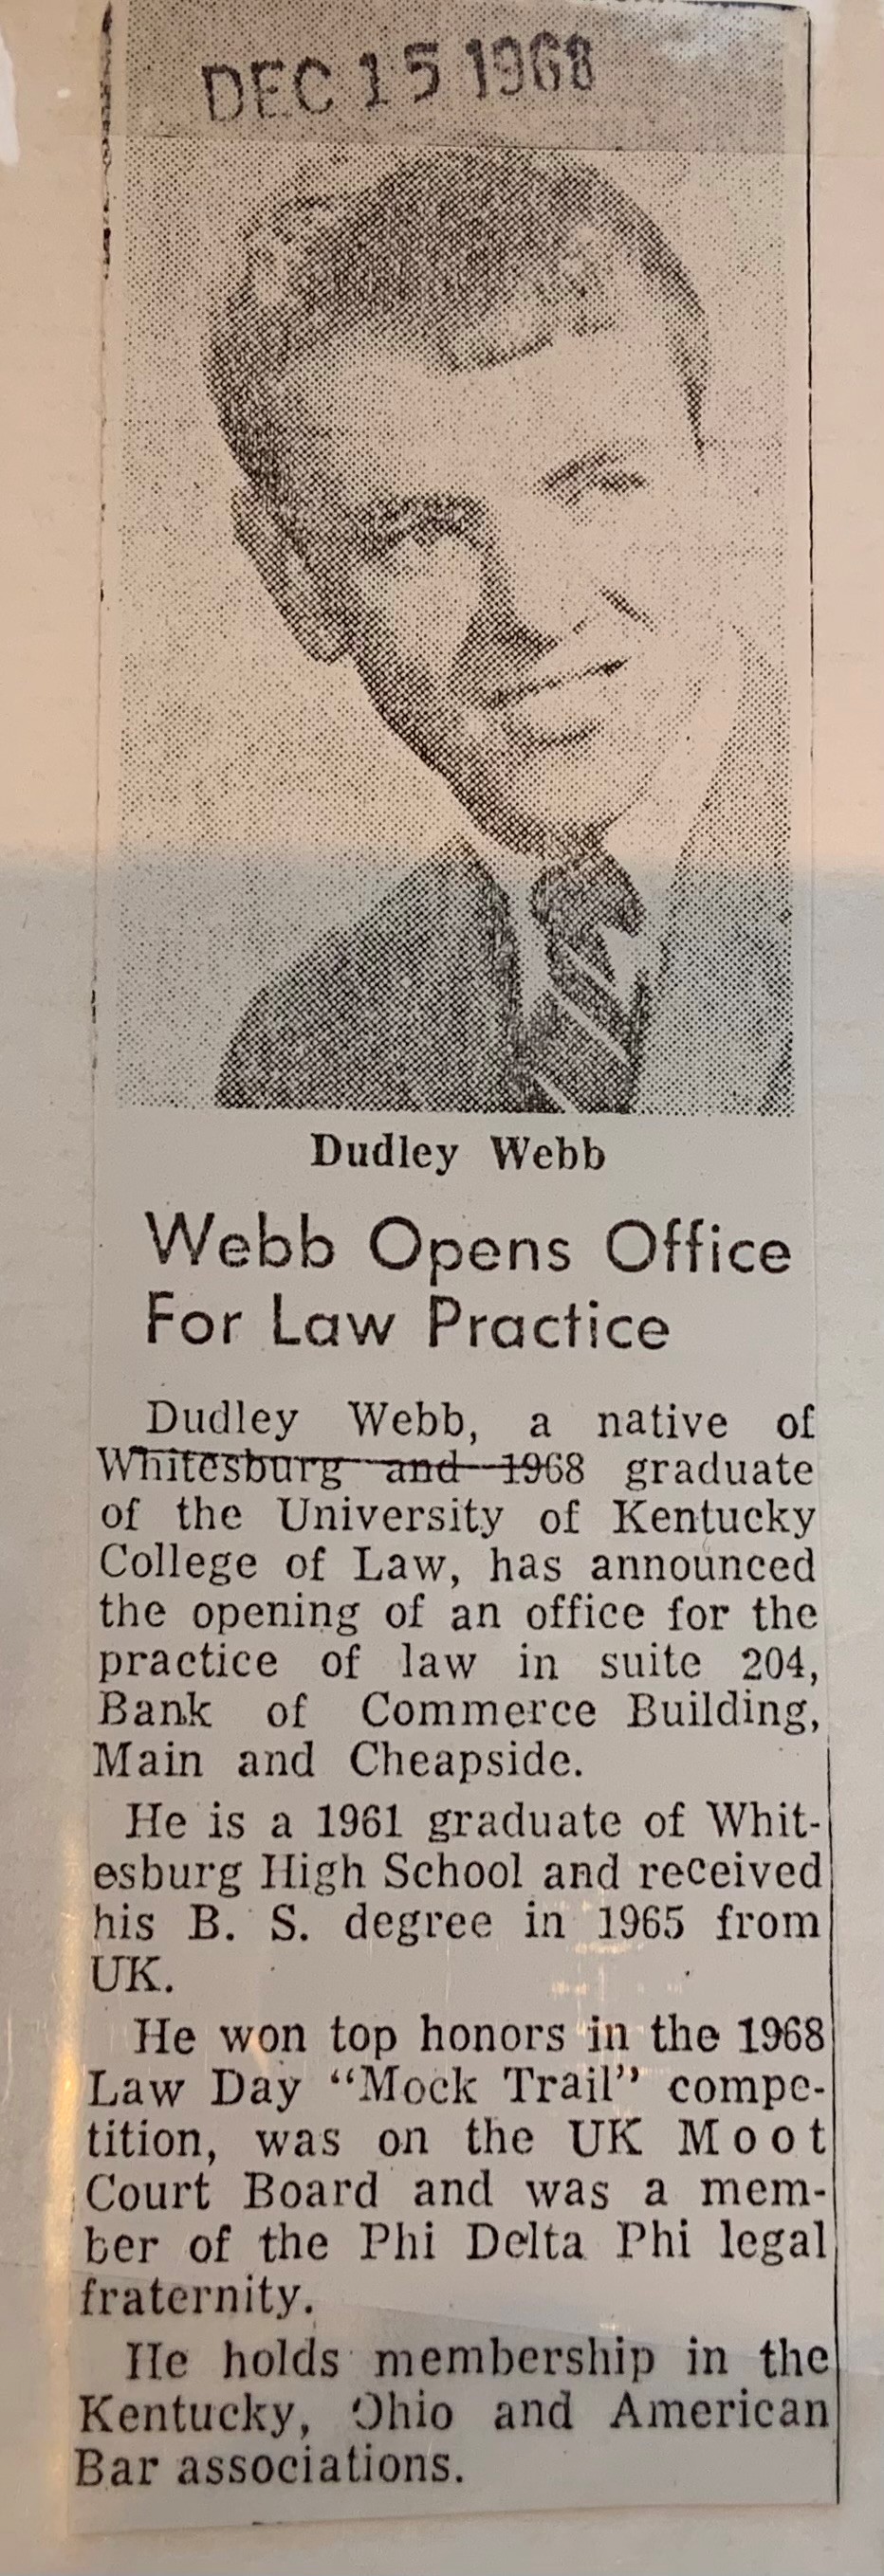 DEC 15 1968
Dudley Webb
Webb Opens Office
For Law Practice
Dudley Webb, a native of
Whitesburg and 1968 graduate
of the University of Kentucky
College of Law, has announced
the opening of an office for the
practice of law in suite 204,
Bank of Commerce Building,
Main and Cheapside.
He is a 1961 graduate of Whit-
esburg High School and received
his B. S. degree in 1965 from
UK.
He won top honors in the 1968
Law Day “Mock Trail” compe-
tition, was on the UK Moot
Court Board and was a mem-
ber of the Phi Delta Phi legal
fraternity.
He holds membership in the
Kentucky, Ohio and American
Bar associations.